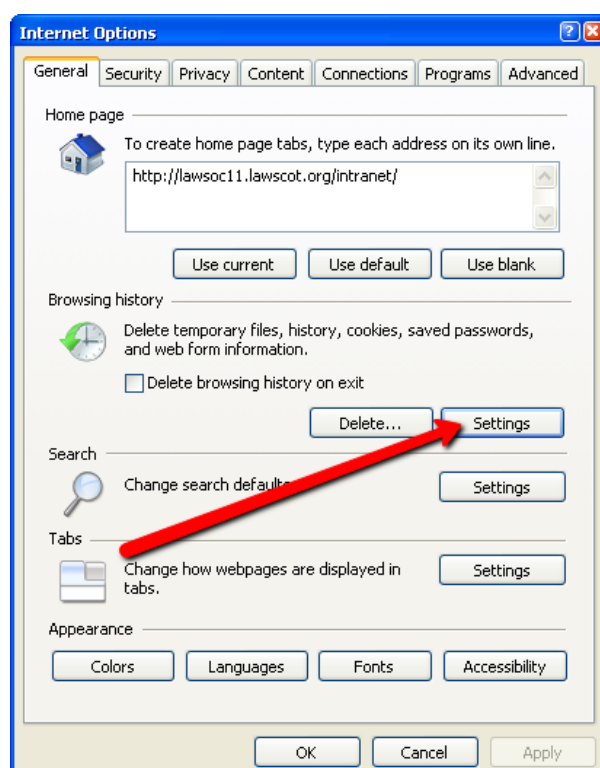 Internet Options
General Security Privacy Content Connections Programs Advanced
Home page
To create home page tabs, type each address on its own line.
http://lawsoc11.lawscot.org/intranet/
Use current Use default Use blank
Browsing history
Delete temporary files, history, cookies, saved passwords,
and web form information.
Delete browsing history on exit
Delete... Settings
Search
Change search defaults
Settings
Tabs
Change how webpages are displayed in
tabs.
Settings
Appearance
Colors Languages Fonts Accessibility
OK Cancel Apply